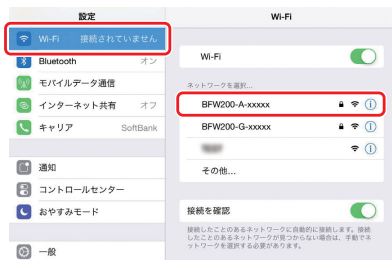 設定
Wi-Fi 接続されていません
Bluetooth オン
モバイルデータ通信
インターネット共有 オフ
キャリア SoftBank
通知
コントロールセンター
おやすみモード
一般
Wi-Fi
Wi-Fi
ネットワークを選択...
BFW200-A-xxxxx
BFW200-G-xxxxx
その他...
接続を確認
接続したことのあるネットワークに自動的に接続します。接続
したことのあるネットワークが見つからない場合は、手動でネ
ットワークを選択する必要があります。